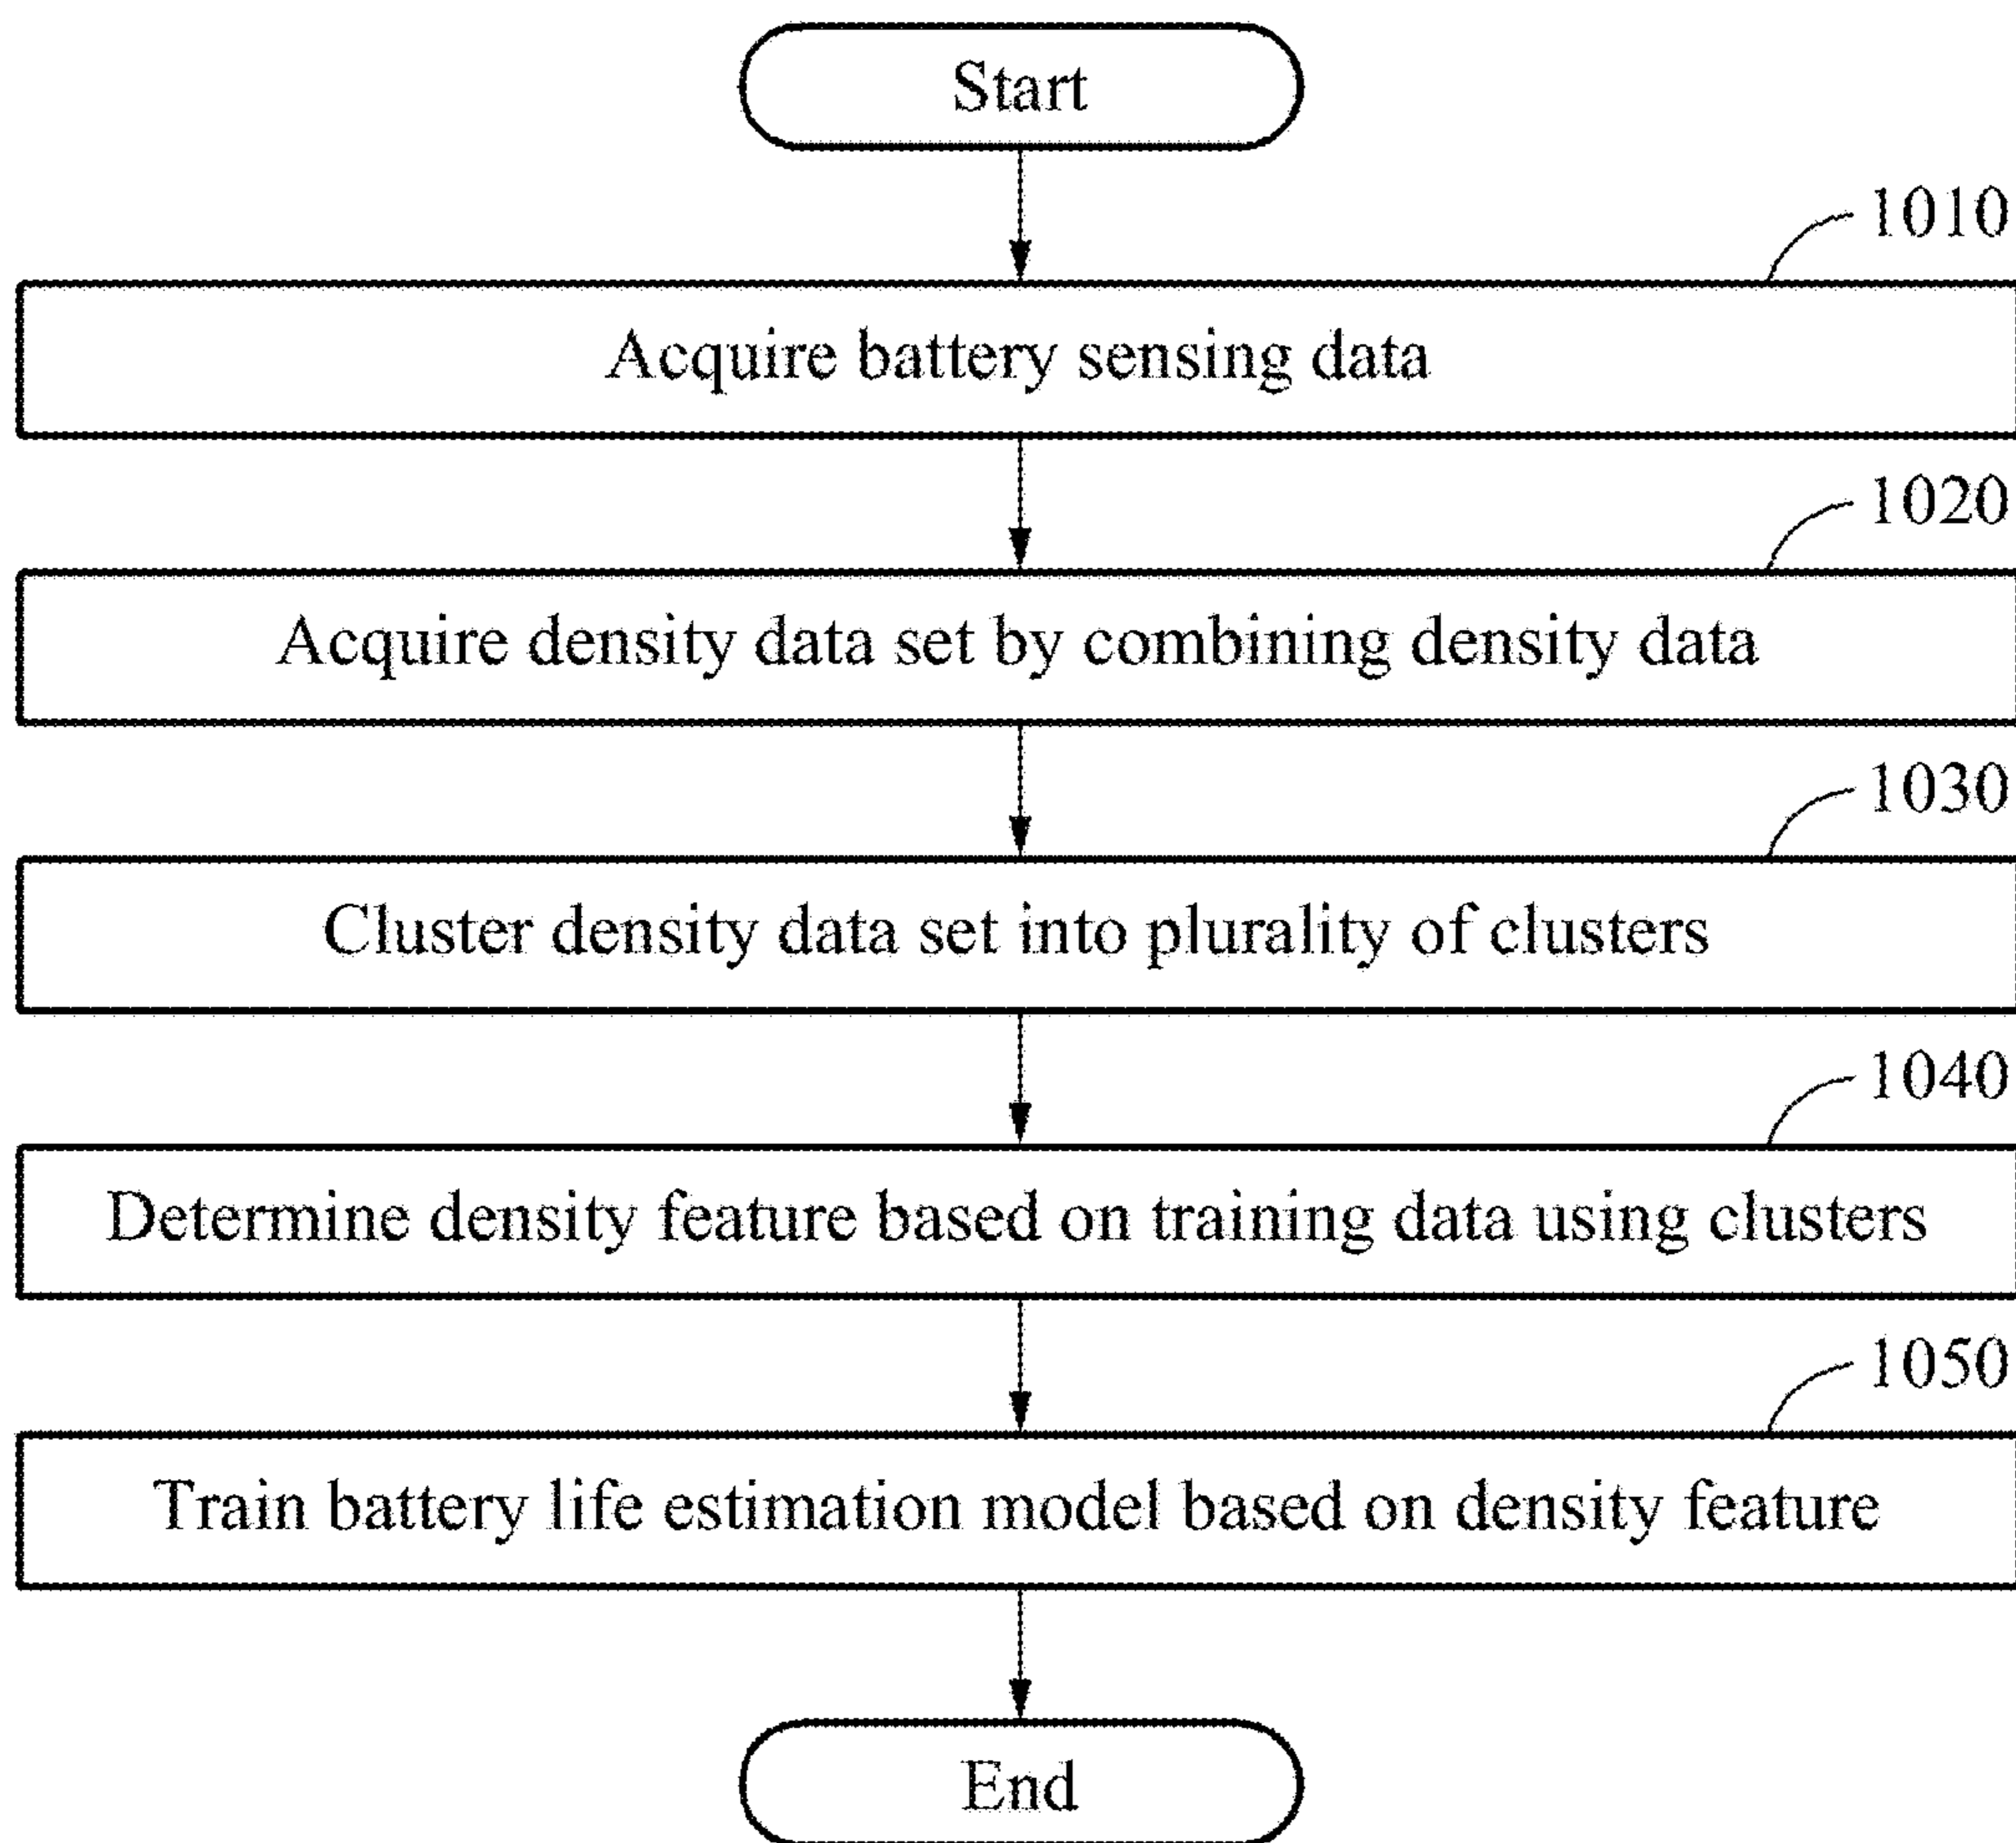 Start
1010
Acquire battery sensing data
1020
Acquire density data set by combining density data
1030
Cluster density data set into plurality of clusters
1040
Determine density feature based on training data using clusters
1050
Train battery life estimation model based on density feature
End